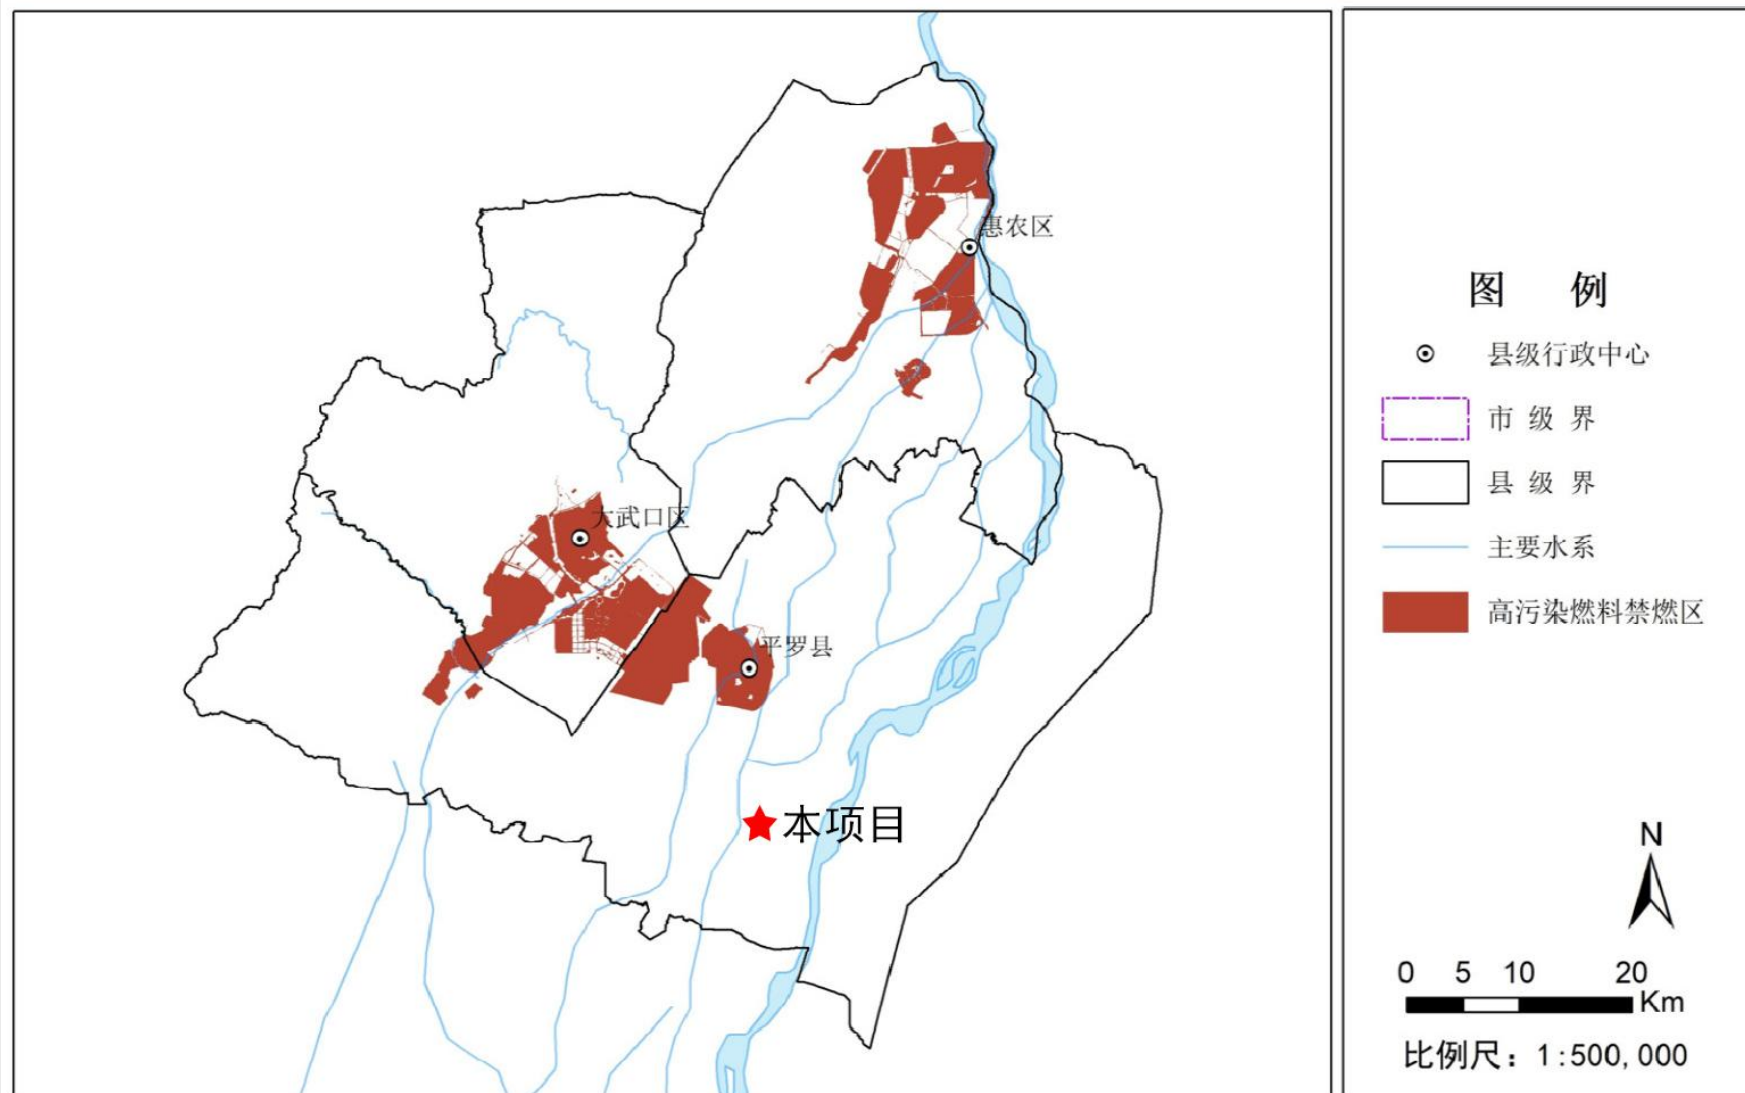 惠农区
大武口区
平罗县
本项目
图 例
县级行政中心
市 级 界
县 级 界
主要水系
高污染燃料禁燃区
N
0 5 10 20
Km
比例尺：1:500,000